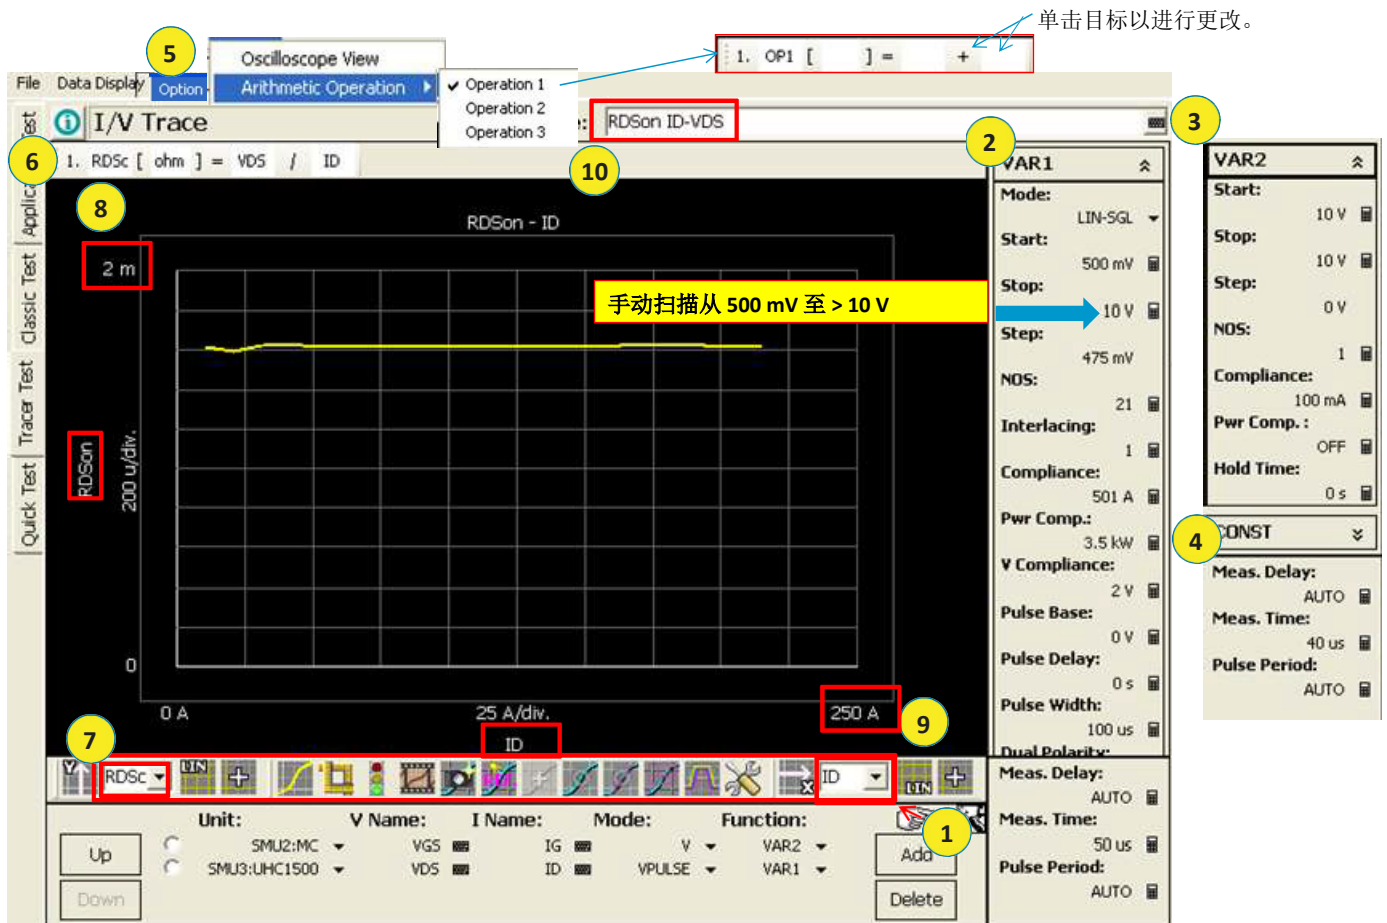 单击目标以进行更改。
5
Oscilloscope View
1. OP1 [ ] = +
File Data Display Option
Arithmetic Operation
Operation 1
Operation 2
Operation 3
I/V Trace
RDSon ID-VDS
3
2
6
1. RDSc [ ohm ] = VDS / ID
10
8
RDSon - ID
2 m
手动扫描从 500 mV 至 > 10 V
RDSon
200 u/div.
0
0 A
25 A/div.
250 A
9
ID
7
Classic Test
Tracer Test
Quick Test
VAR1
Mode:
LIN-SGL
Start:
500 mV
Stop:
10 V
Step:
475 mV
NOS:
21
Interlacing:
1
Compliance:
501 A
Pwr Comp.:
3.5 kW
V Compliance:
2 V
Pulse Base:
0 V
Pulse Delay:
0 s
Pulse Width:
100 us
Dual Polarity:
Meas. Delay:
AUTO
Meas. Time:
50 us
Pulse Period:
AUTO
VAR2
Start:
10 V
Stop:
10 V
Step:
0 V
NOS:
1
Compliance:
100 mA
Pwr Comp. :
OFF
Hold Time:
0 s
4
CONST
Meas. Delay:
AUTO
Meas. Time:
40 us
Pulse Period:
AUTO
Y
RDSc
LIN
X
ID
LIN
1
Unit: V Name: I Name: Mode: Function:
Up
SMU2:MC VGS IG V VAR2
Add
SMU3:UHC1500 VDS ID VPULSE VAR1
Down
Delete